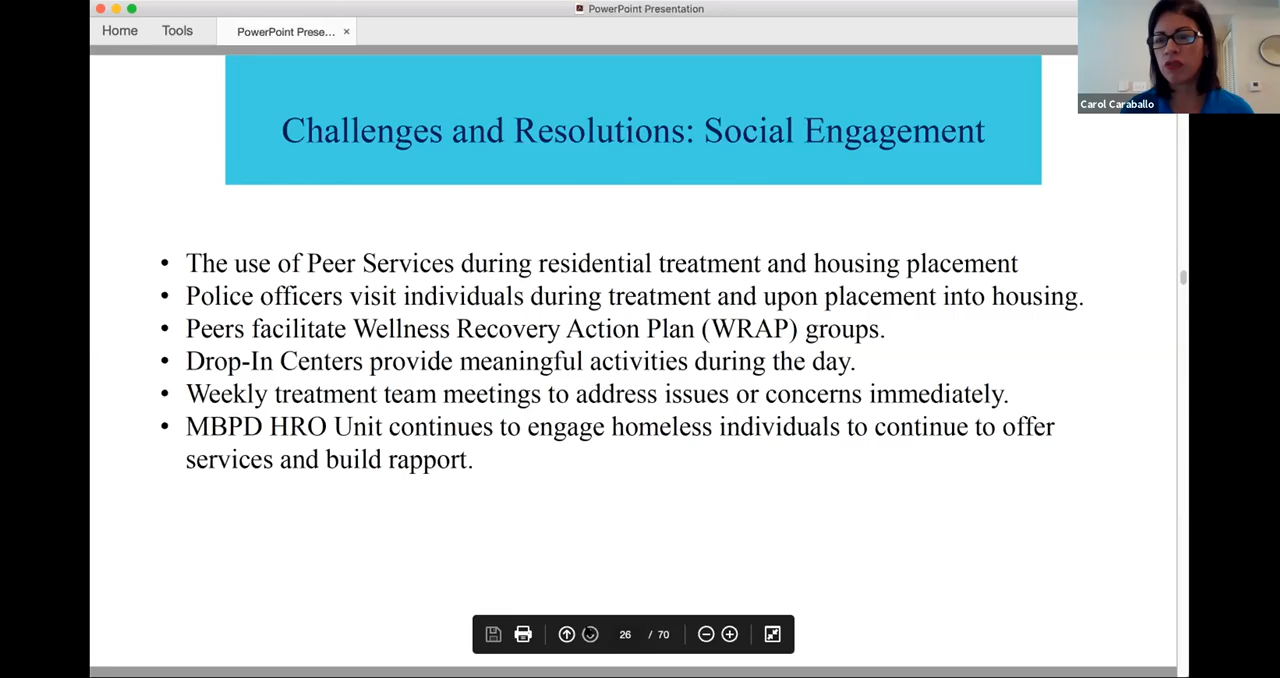 PowerPoint Presentation
Home
Tools
PowerPoint Prese...
Carol Caraballo
Challenges and Resolutions: Social Engagement
• The use of Peer Services during residential treatment and housing placement
• Police officers visit individuals during treatment and upon placement into housing.
• Peers facilitate Wellness Recovery Action Plan (WRAP) groups.
• Drop-In Centers provide meaningful activities during the day.
• Weekly treatment team meetings to address issues or concerns immediately.
• MBPD HRO Unit continues to engage homeless individuals to continue to offer
services and build rapport.
26 / 70